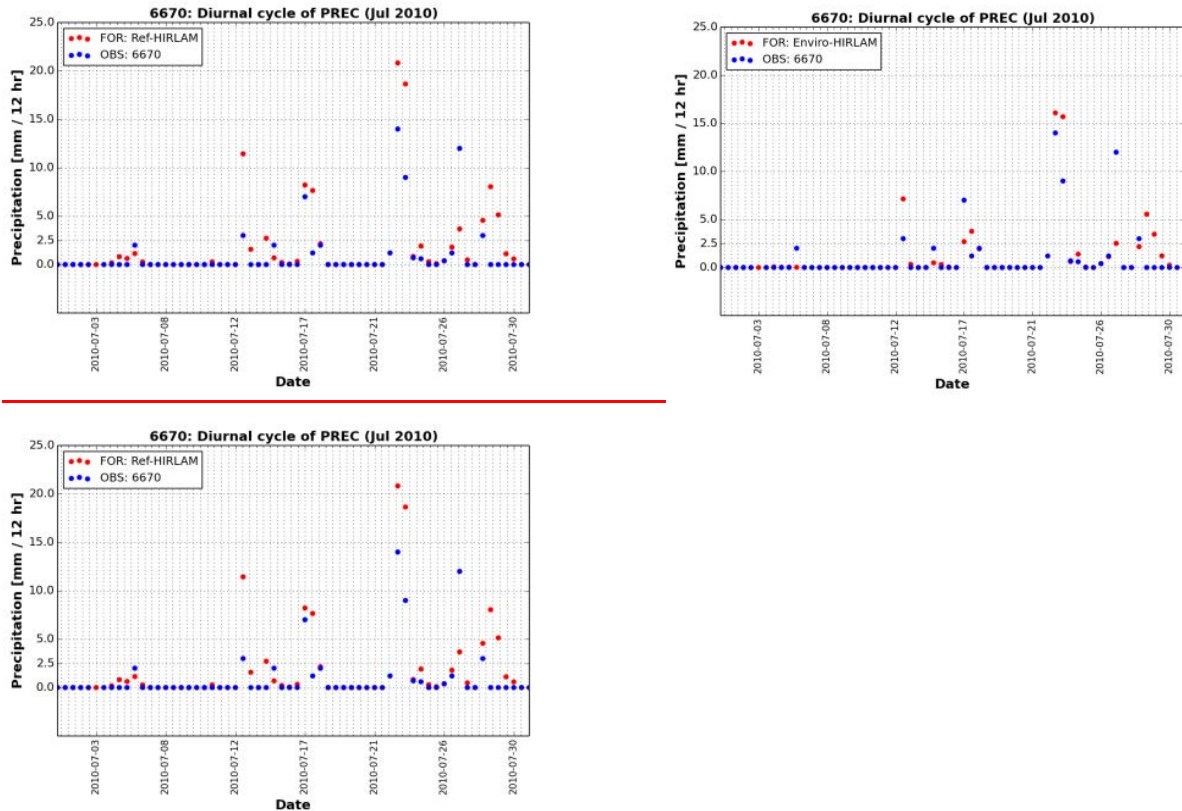 6670: Diurnal cycle of PREC (Jul 2010)
25.0
20.0
15.0
10.0
5.0
2.5
0.0
Precipitation [mm / 12 hr]
FOR: Ref-HIRLAM
OBS: 6670
2010-07-03
2010-07-08
2010-07-12
2010-07-17
2010-07-21
2010-07-26
2010-07-30
Date
6670: Diurnal cycle of PREC (Jul 2010)
25.0
20.0
15.0
10.0
5.0
2.5
0.0
Precipitation [mm / 12 hr]
FOR: Enviro-HIRLAM
OBS: 6670
2010-07-03
2010-07-08
2010-07-12
2010-07-17
2010-07-21
2010-07-26
2010-07-30
Date
6670: Diurnal cycle of PREC (Jul 2010)
25.0
20.0
15.0
10.0
5.0
2.5
0.0
Precipitation [mm / 12 hr]
FOR: Ref-HIRLAM
OBS: 6670
2010-07-03
2010-07-08
2010-07-12
2010-07-17
2010-07-21
2010-07-26
2010-07-30
Date